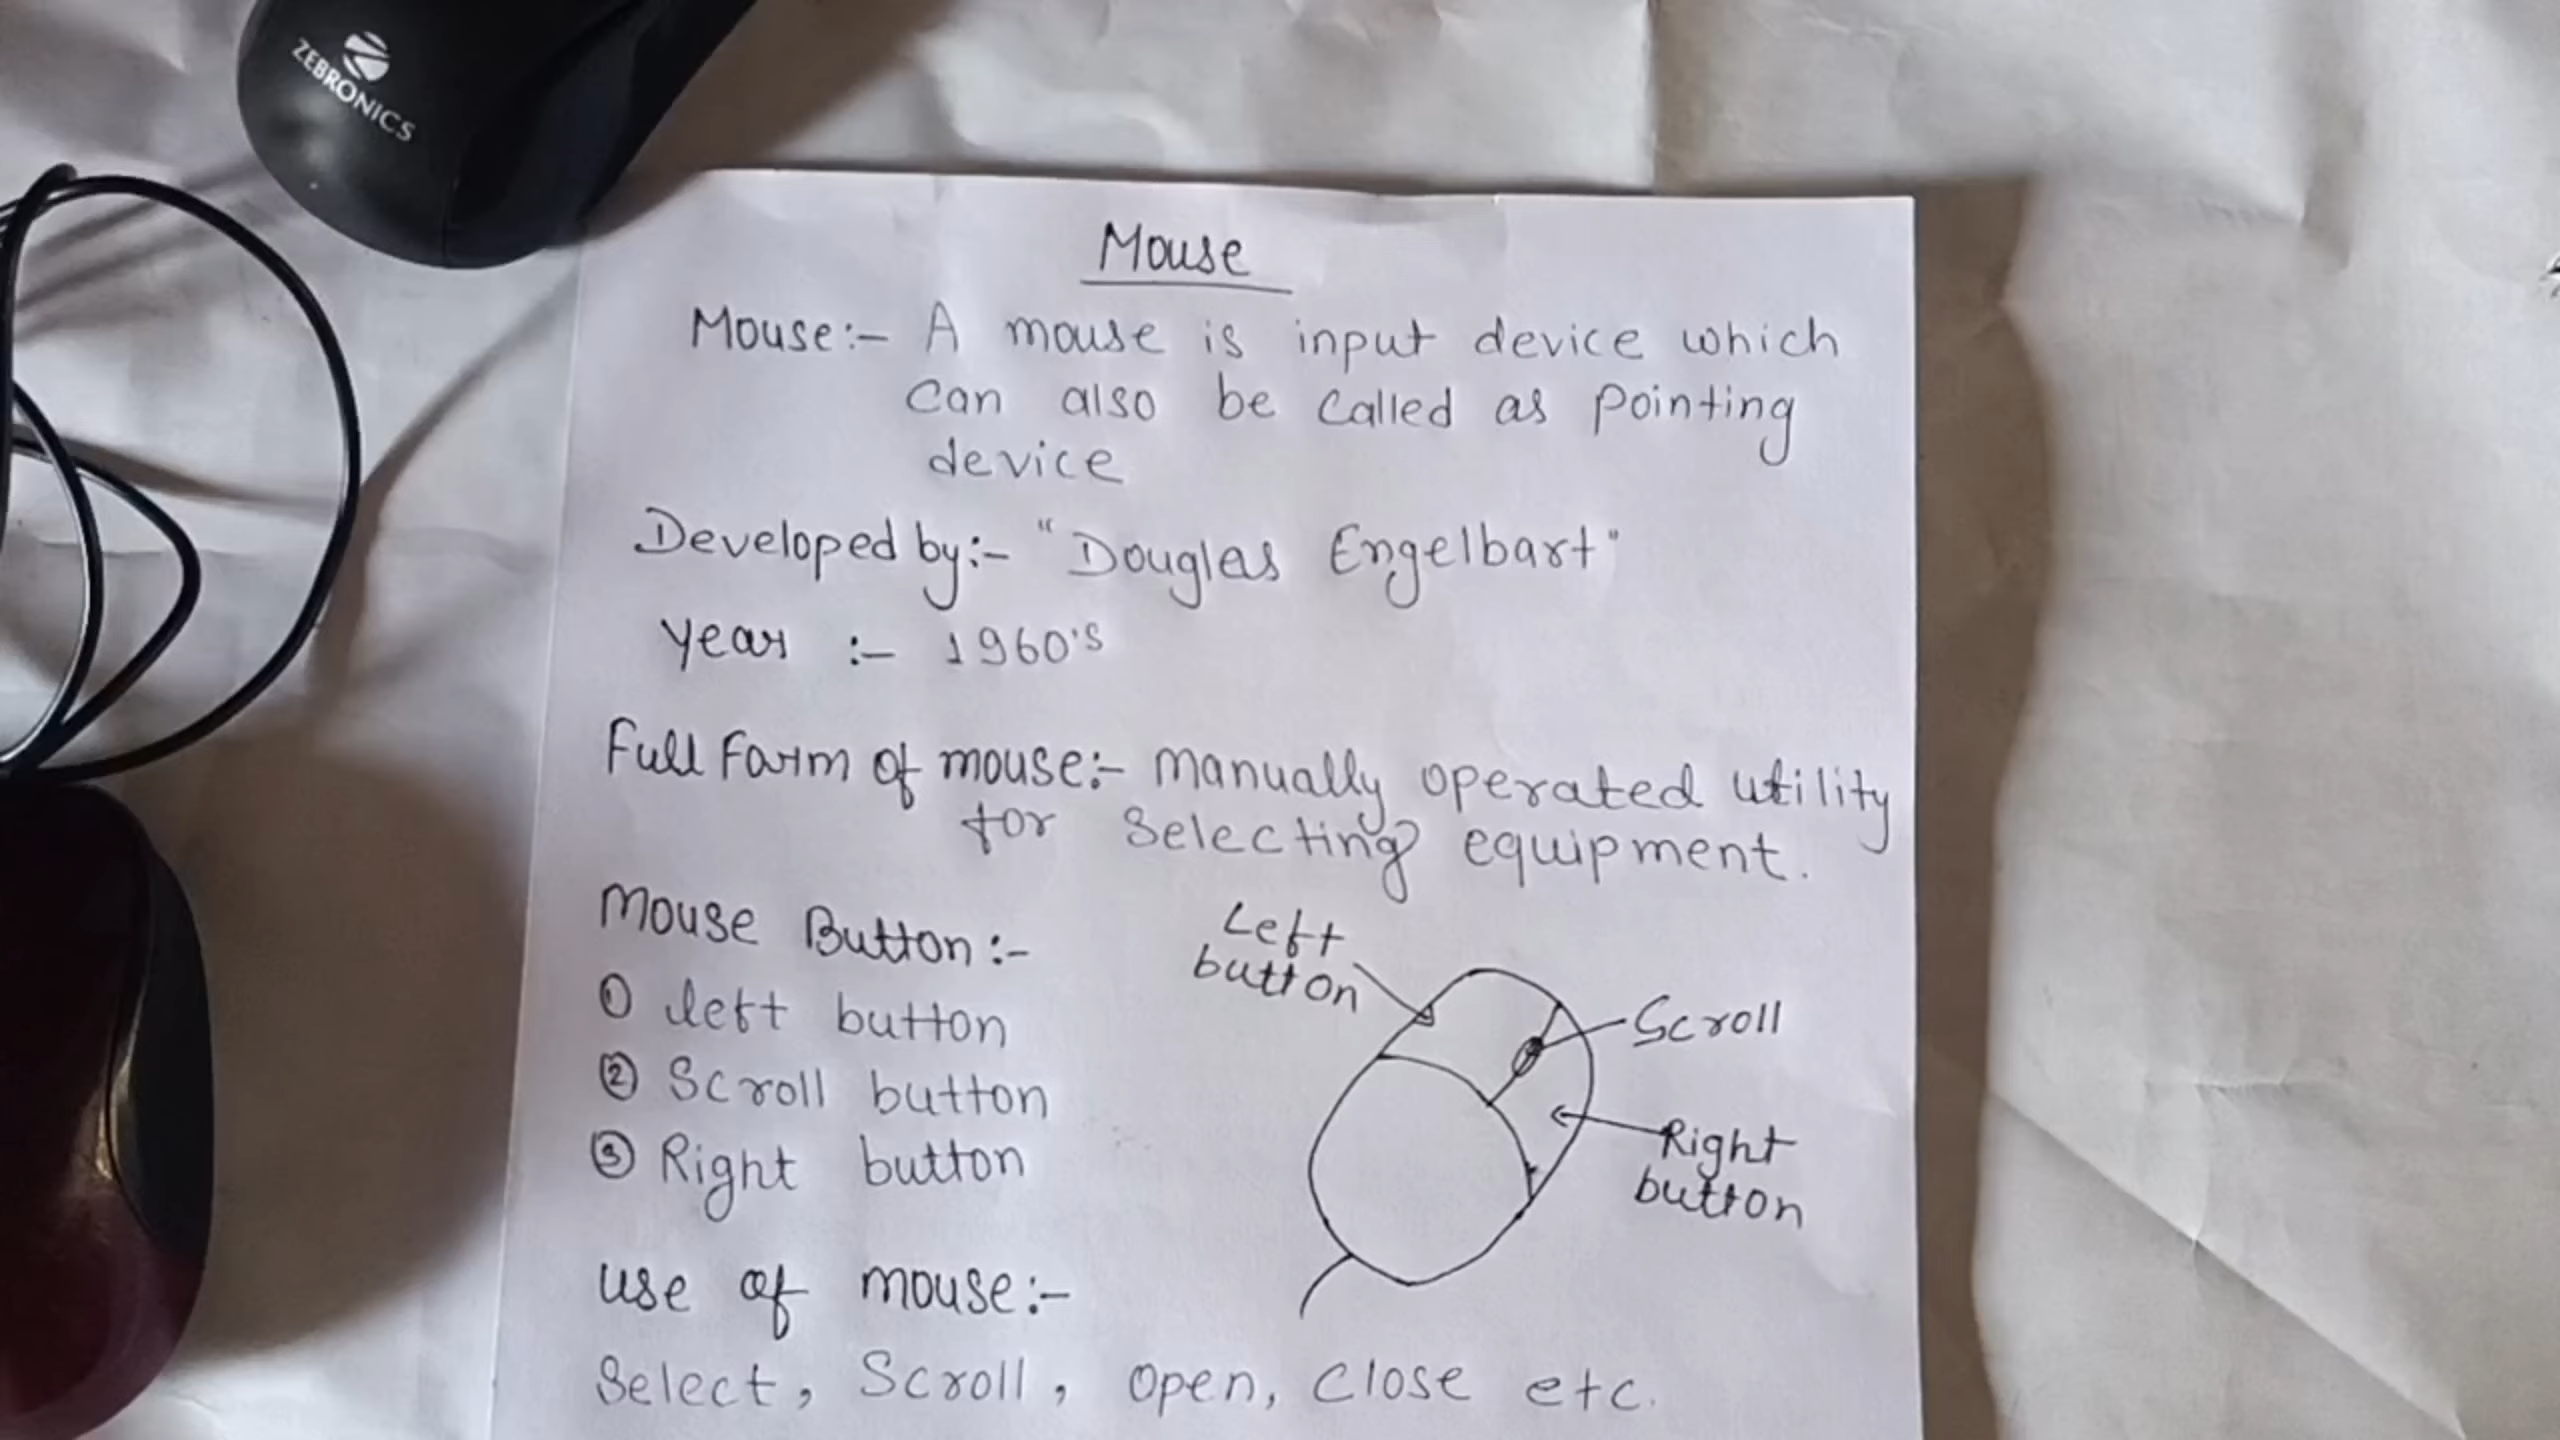 ZEBRONICS
Mouse
Mouse:- A mouse is input device which
can also be called as pointing
device
Developed by:- "Douglas Engelbart"
Year :- 1960's
Full Form of mouse:- manually operated utility
for selecting equipment.
Mouse Button:-
① left button
② Scroll button
③ Right button
Left
button
Scroll
Right
button
use of mouse:-
Select, Scroll, open, close etc.